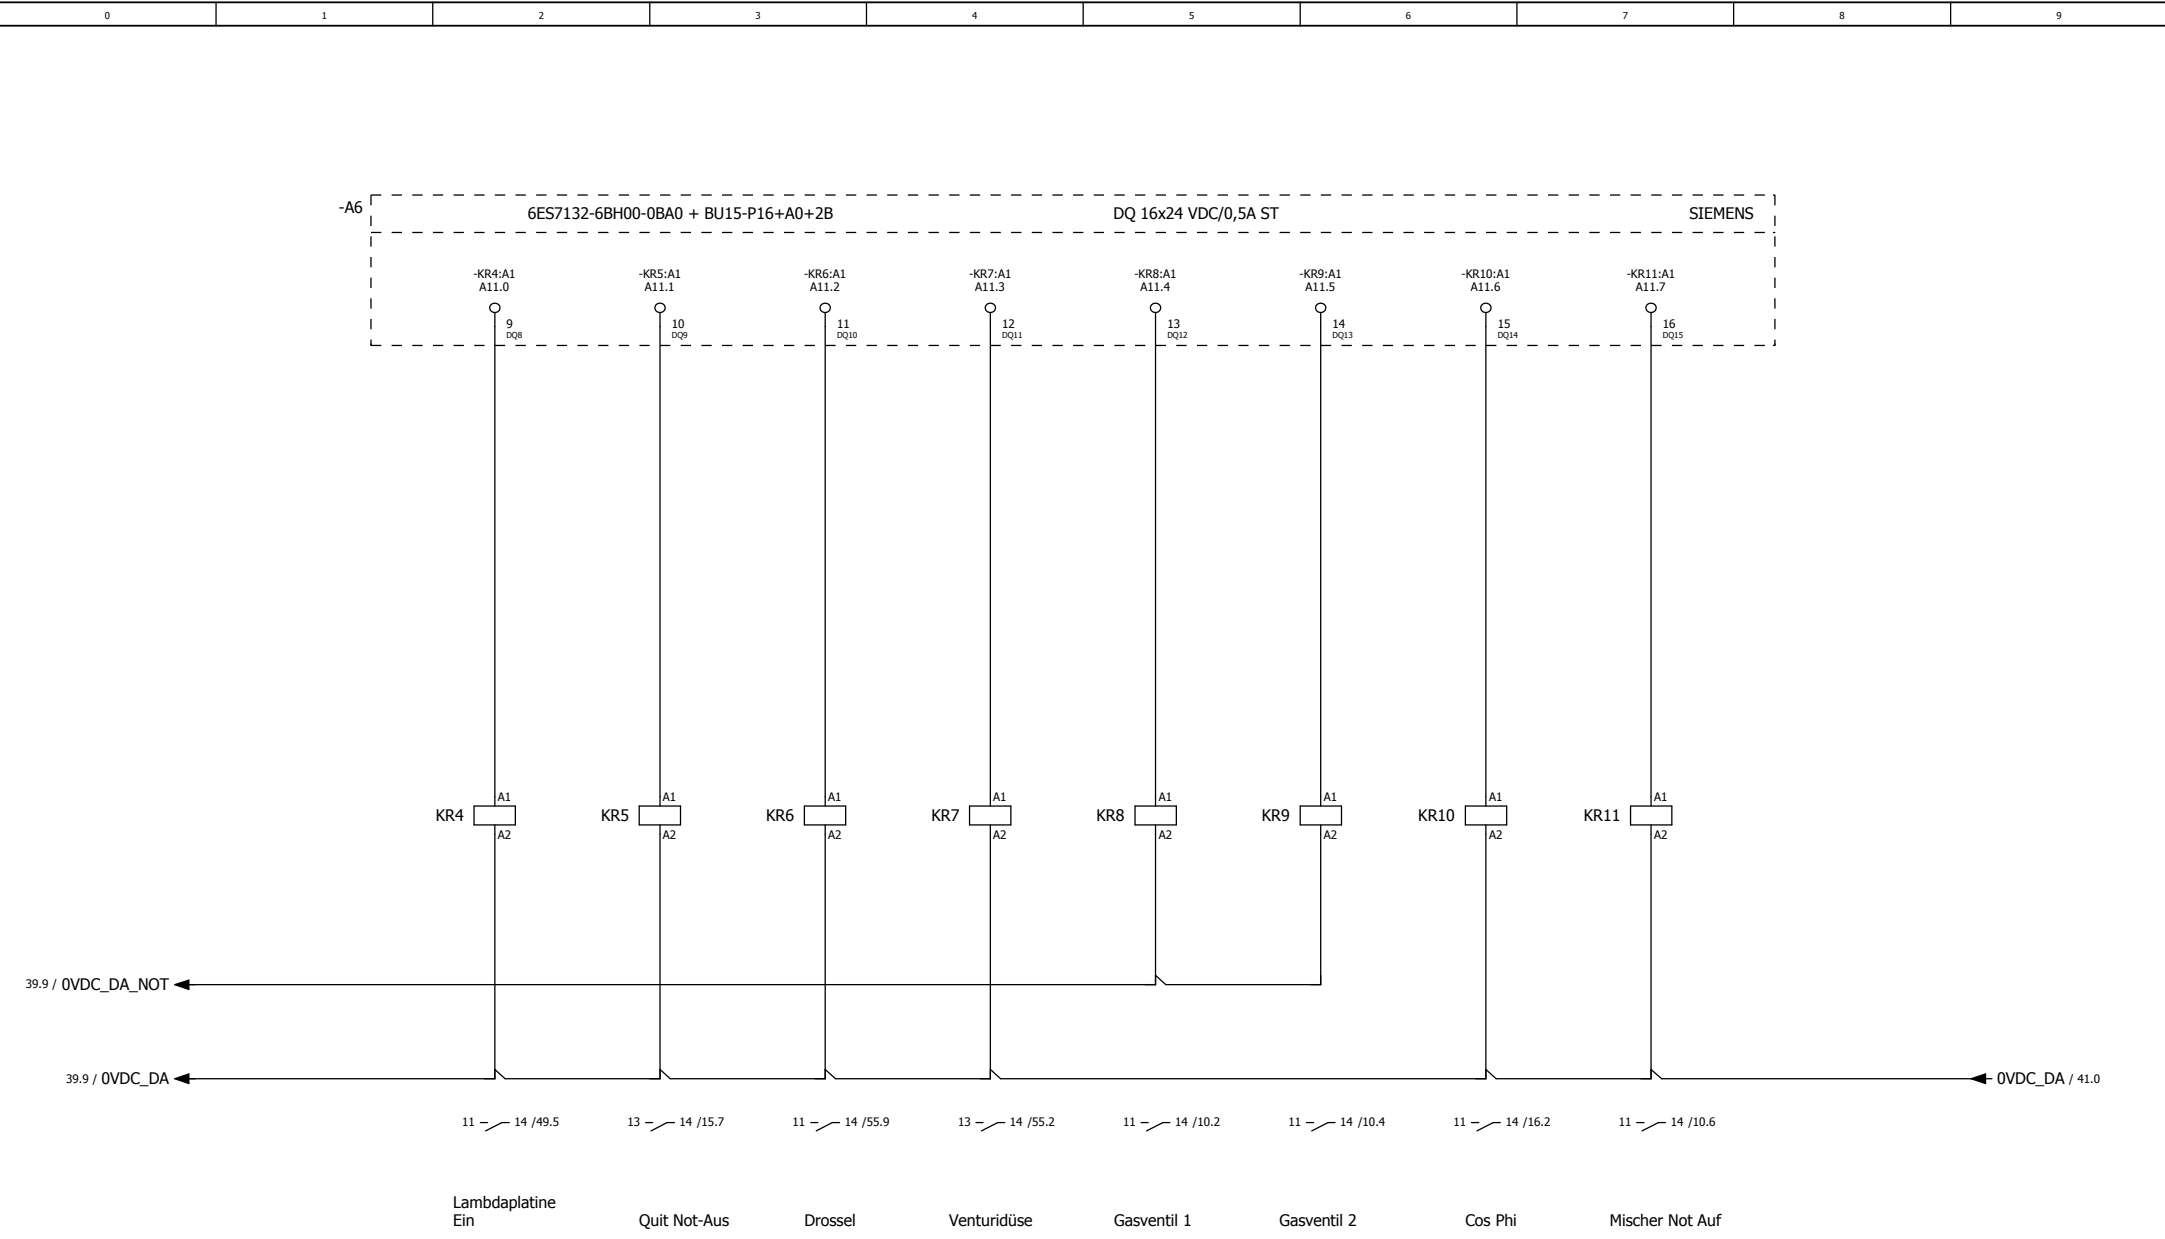 0 1 2 3 4 5 6 7 8 9
-A6 6ES7132-6BH00-0BA0 + BU15-P16+A0+2B DQ 16x24 VDC/0,5A ST SIEMENS
-KR4:A1 -KR5:A1 -KR6:A1 -KR7:A1 -KR8:A1 -KR9:A1 -KR10:A1 -KR11:A1
A11.0 A11.1 A11.2 A11.3 A11.4 A11.5 A11.6 A11.7
9 10 11 12 13 14 15 16
DQ8 DQ9 DQ10 DQ11 DQ12 DQ13 DQ14 DQ15
A1 A1 A1 A1 A1 A1 A1 A1
KR4 KR5 KR6 KR7 KR8 KR9 KR10 KR11
A2 A2 A2 A2 A2 A2 A2 A2
39.9 / 0VDC_DA_NOT
39.9 / 0VDC_DA 0VDC_DA / 41.0
11 14 /49.5 13 14 /15.7 11 14 /55.9 13 14 /55.2 11 14 /10.2 11 14 /10.4 11 14 /16.2 11 14 /10.6
Lambdaplatine
Ein Quit Not-Aus Drossel Venturidüse Gasventil 1 Gasventil 2 Cos Phi Mischer Not Auf